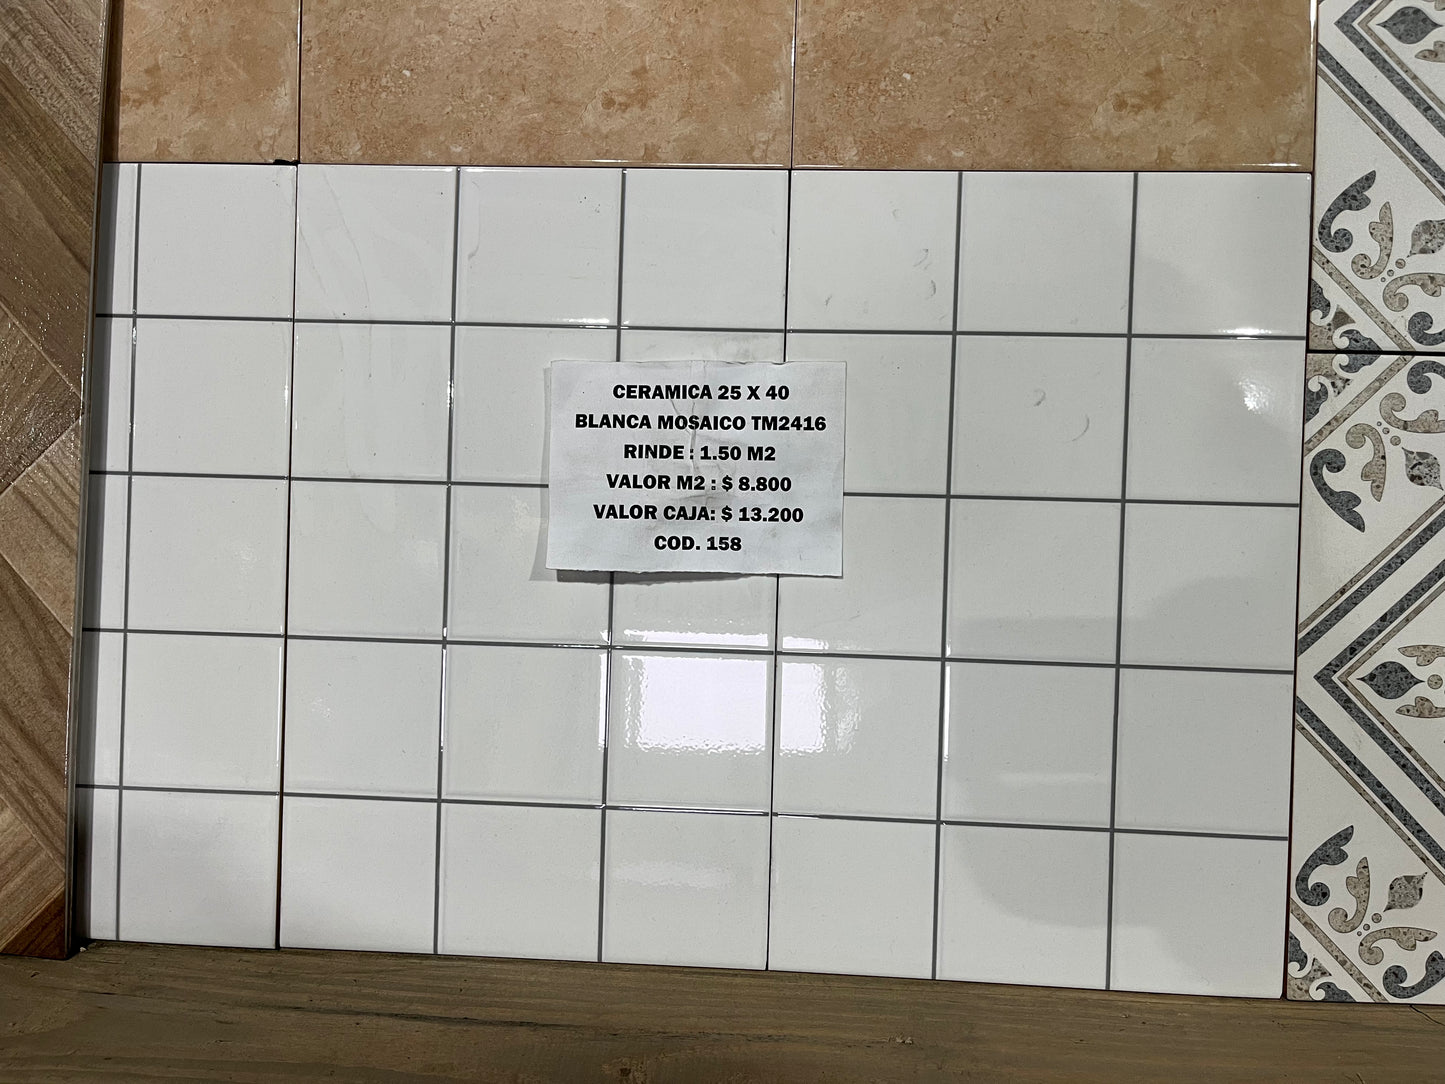 CERAMICA 25 X 40
BLANCA MOSAICO TM2416
RINDE : 1.50 M2
VALOR M2 : $ 8.800
VALOR CAJA: $ 13.200
COD. 158